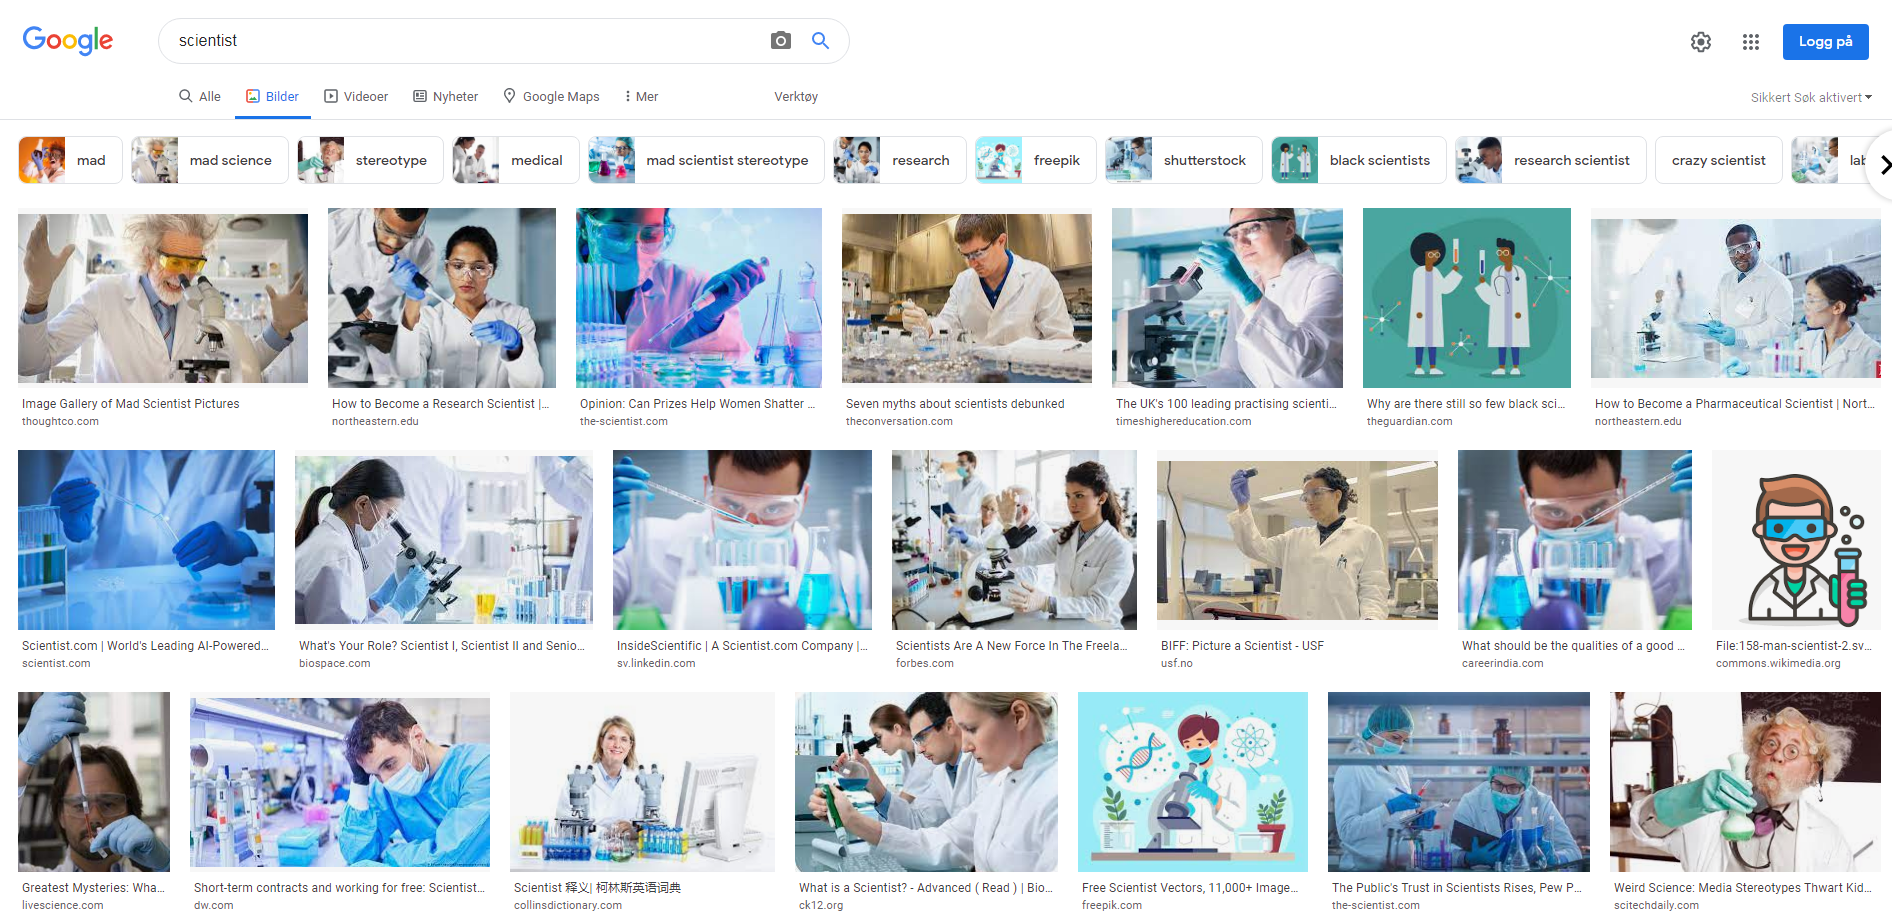 Google
scientist
Logg på
Alle
Bilder
Videoer
Nyheter
Google Maps
Mer
Verktøy
Sikkert Søk aktivert
mad
mad science
stereotype
medical
mad scientist stereotype
research
freepik
shutterstock
black scientists
research scientist
crazy scientist
Image Gallery of Mad Scientist Pictures
thoughtco.com
How to Become a Research Scientist |...
northeastern.edu
Opinion: Can Prizes Help Women Shatter ...
the-scientist.com
Seven myths about scientists debunked
theconversation.com
The UK's 100 leading practising scienti...
timeshighereducation.com
Why are there still so few black sci...
theguardian.com
How to Become a Pharmaceutical Scientist | Nort...
northeastern.edu
Scientist.com | World's Leading AI-Powered...
scientist.com
What's Your Role? Scientist I, Scientist II and Senio...
biospace.com
InsideScientific | A Scientist.com Company |...
sv.linkedin.com
Scientists Are A New Force In The Freela...
forbes.com
BIFF: Picture a Scientist - USF
usf.no
What should be the qualities of a good ...
careerindia.com
File:158-man-scientist-2.sv...
commons.wikimedia.org
Greatest Mysteries: Wha...
livescience.com
Short-term contracts and working for free: Scientist...
dw.com
Scientist 释义| 柯林斯英语词典
collinsdictionary.com
What is a Scientist? - Advanced ( Read ) | Bio...
ck12.org
Free Scientist Vectors, 11,000+ Image...
freepik.com
The Public's Trust in Scientists Rises, Pew P...
the-scientist.com
Weird Science: Media Stereotypes Thwart Kid...
scitechdaily.com